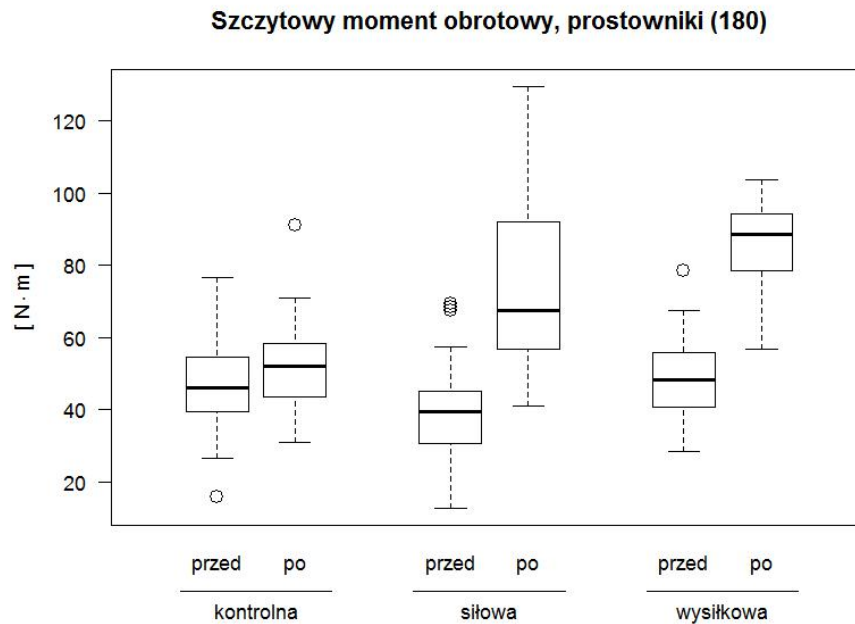 Szczytowy moment obrotowy, prostowniki (180)
[ N· m ]
120
100
80
60
40
20
przed po przed po przed po
kontrolna siłowa wysiłkowa